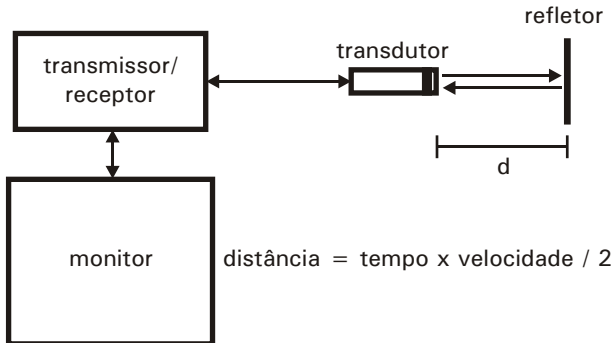 refletor
transdutor
transmissor/
receptor
d
monitor
distância = tempo x velocidade / 2